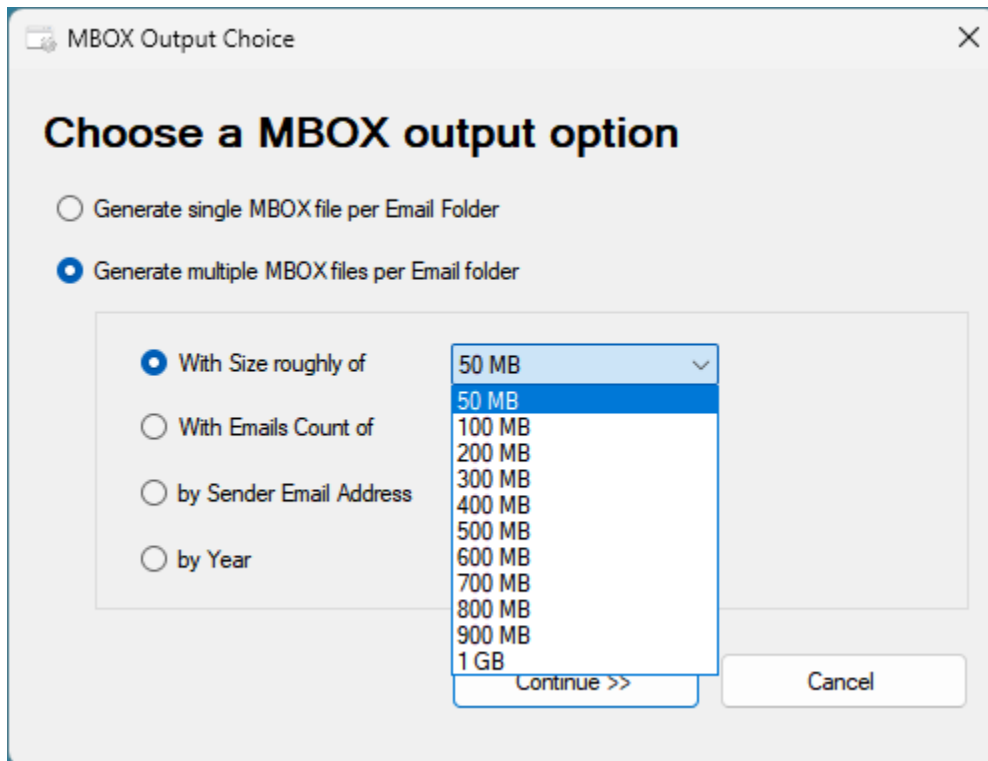 MBOX Output Choice
Choose a MBOX output option
Generate single MBOX file per Email Folder
Generate multiple MBOX files per Email folder
With Size roughly of
50 MB
50 MB
100 MB
200 MB
300 MB
400 MB
500 MB
600 MB
700 MB
800 MB
900 MB
1 GB
With Emails Count of
by Sender Email Address
by Year
Continue >>
Cancel